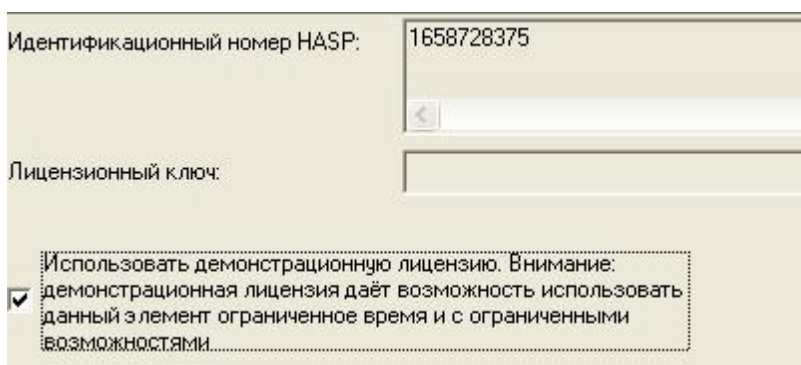 Идентификационный номер HASP:
1658728375
Лицензионный ключ:
Использовать демонстрационную лицензию. Внимание:
демонстрационная лицензия даёт возможность использовать
данный элемент ограниченное время и с ограниченными
возможностями